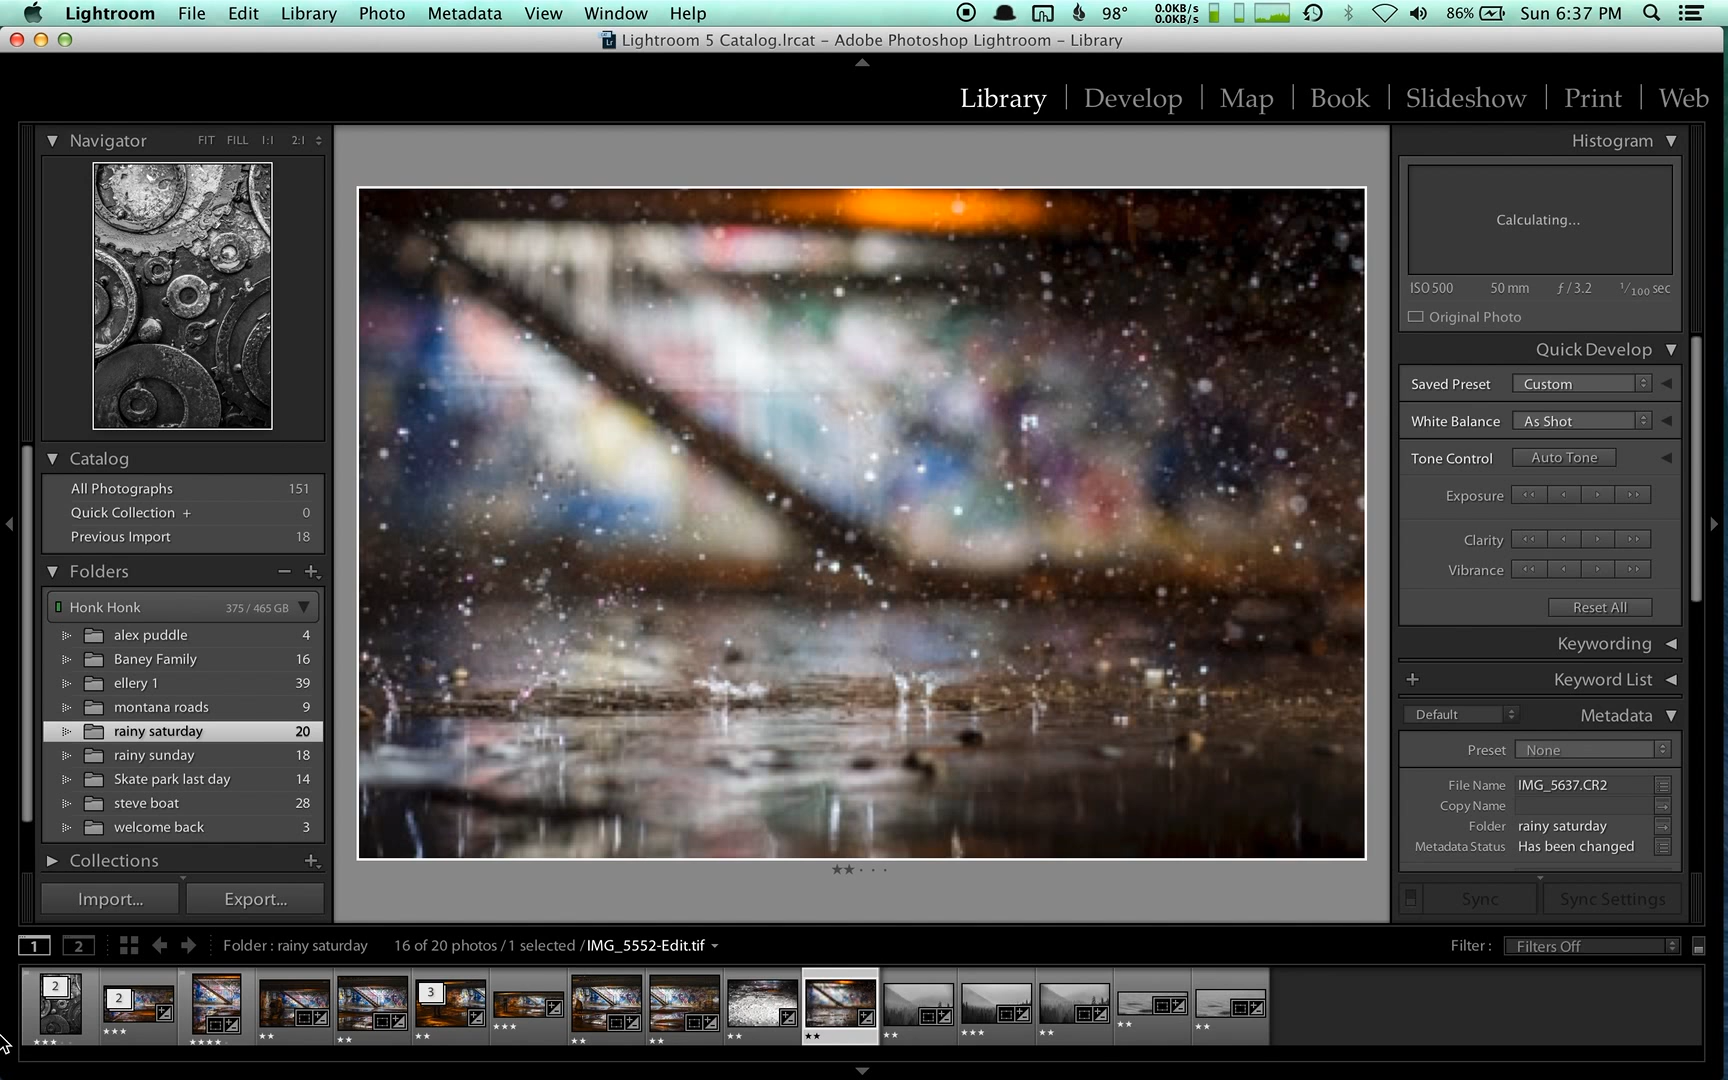 Lightroom File Edit Library Photo Metadata View Window Help 98° 0.0KB/s 0.0KB/s 86% Sun 6:37 PM
Lightroom 5 Catalog.lrcat – Adobe Photoshop Lightroom – Library
Library | Develop | Map | Book | Slideshow | Print | Web
Navigator FIT FILL 1:1 2:1
Catalog
All Photographs 151
Quick Collection + 0
Previous Import 18
Folders
Honk Honk 375 / 465 GB
alex puddle 4
Baney Family 16
ellery 1 39
montana roads 9
rainy saturday 20
rainy sunday 18
Skate park last day 14
steve boat 28
welcome back 3
Collections
Import... Export...
Histogram
Calculating...
ISO 500 50 mm ƒ / 3.2 1/100 sec
Original Photo
Quick Develop
Saved Preset Custom
White Balance As Shot
Tone Control Auto Tone
Exposure
Clarity
Vibrance
Reset All
Keywording
Keyword List
Default Metadata
Preset None
File Name IMG_5637.CR2
Copy Name
Folder rainy saturday
Metadata Status Has been changed
Sync Sync Settings
1 2 Folder : rainy saturday 16 of 20 photos / 1 selected / IMG_5552-Edit.tif Filter : Filters Off
2 2 3